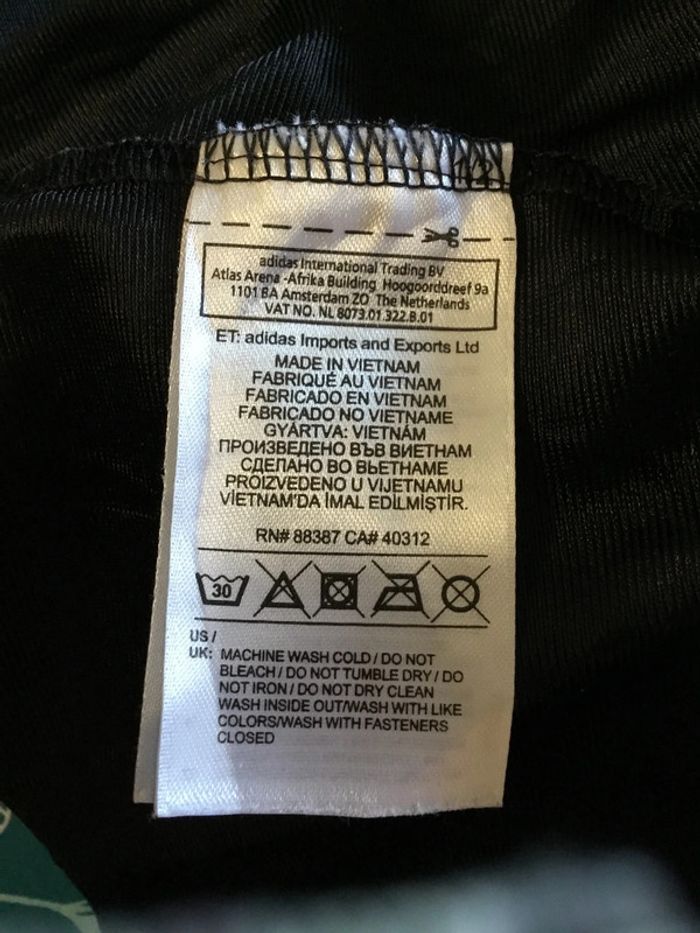 1/2
adidas International Trading BV
Atlas Arena -Afrika Building Hoogoorddreef 9a
1101 BA Amsterdam ZO The Netherlands
VAT NO. NL 8073.01.322.B.01
ET: adidas Imports and Exports Ltd
MADE IN VIETNAM
FABRIQUÉ AU VIETNAM
FABRICADO EN VIETNAM
FABRICADO NO VIETNAME
GYÁRTVA: VIETNÁM
ПРОИЗВЕДЕНО ВЪВ ВИЕТНАМ
СДЕЛАНО ВО ВЬЕТНАМЕ
PROIZVEDENO U VIJETNAMU
VİETNAM'DA İMAL EDİLMİŞTİR.
RN# 88387 CA# 40312
30
US /
UK: MACHINE WASH COLD / DO NOT
BLEACH / DO NOT TUMBLE DRY / DO
NOT IRON / DO NOT DRY CLEAN
WASH INSIDE OUT/WASH WITH LIKE
COLORS/WASH WITH FASTENERS
CLOSED